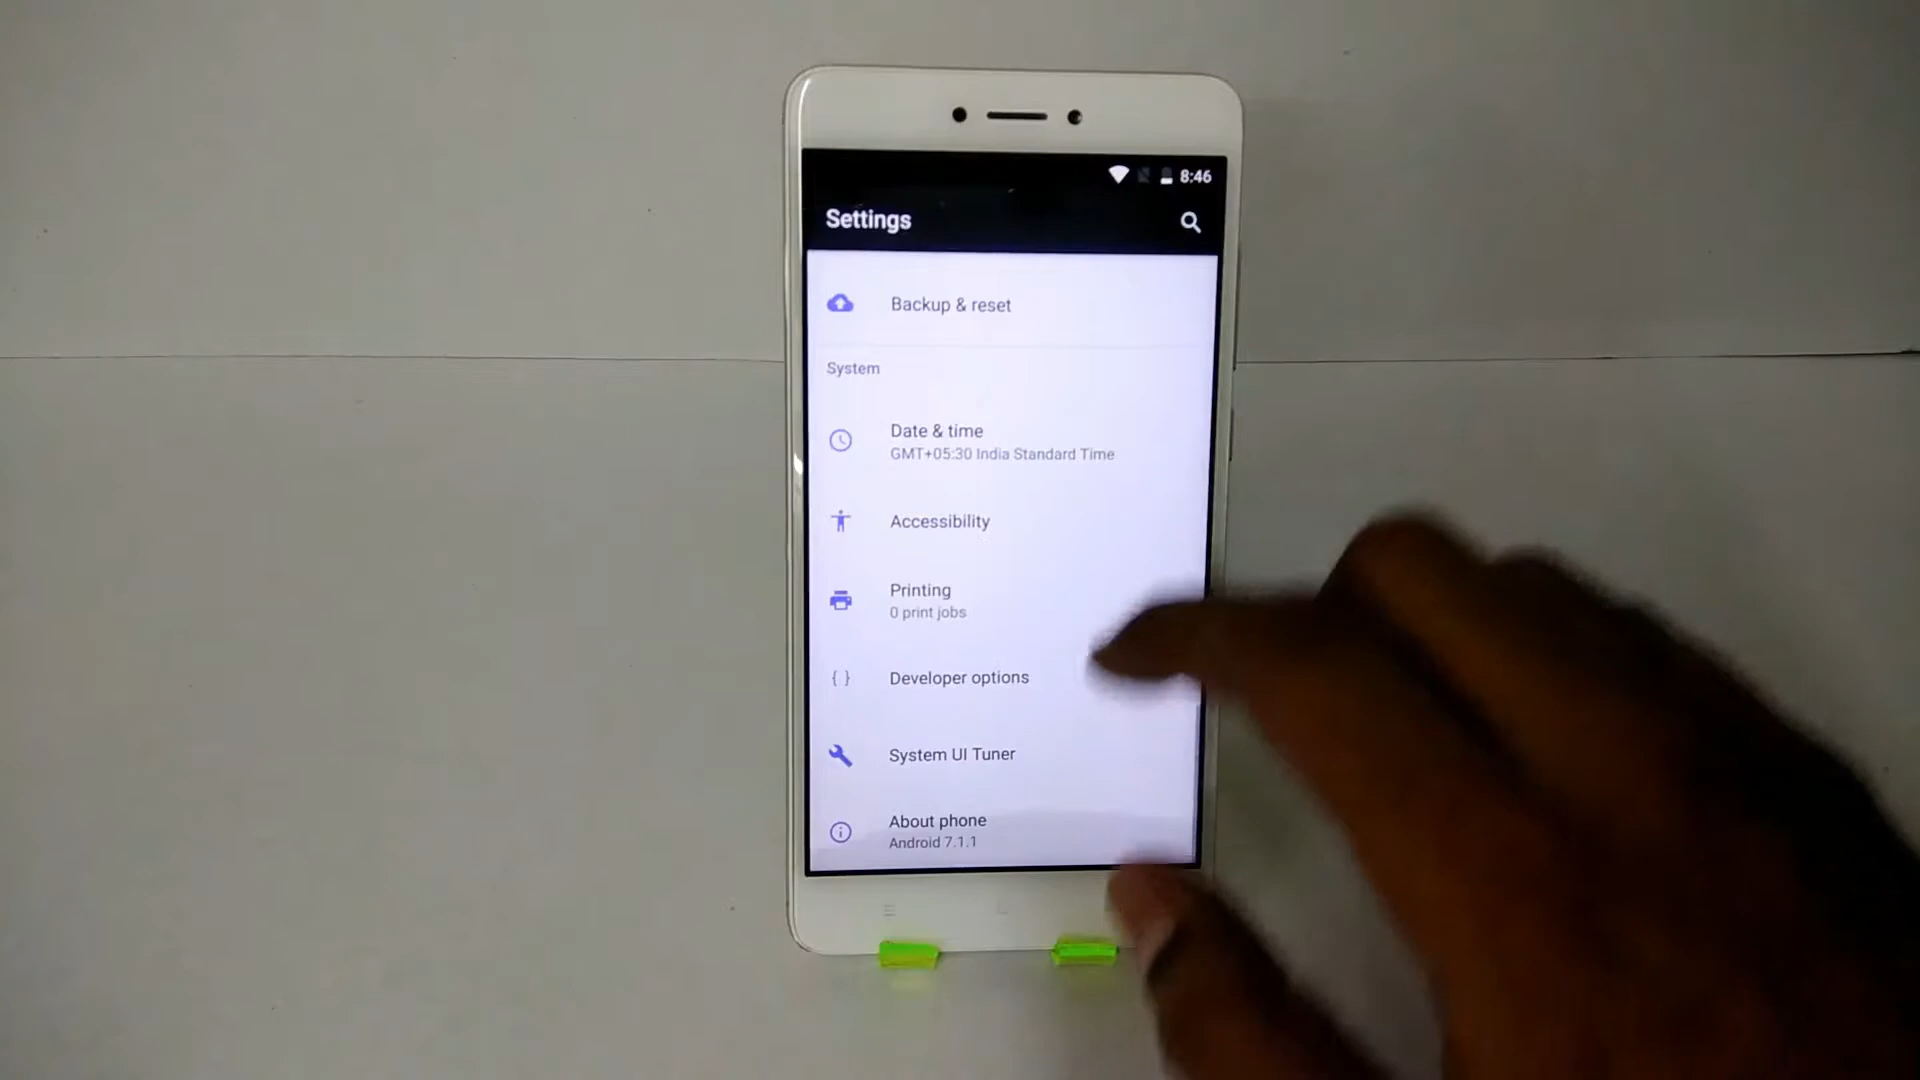 8:46
Settings
Backup & reset
System
Date & time
GMT+05:30 India Standard Time
Accessibility
Printing
0 print jobs
{ } Developer options
System UI Tuner
About phone
Android 7.1.1